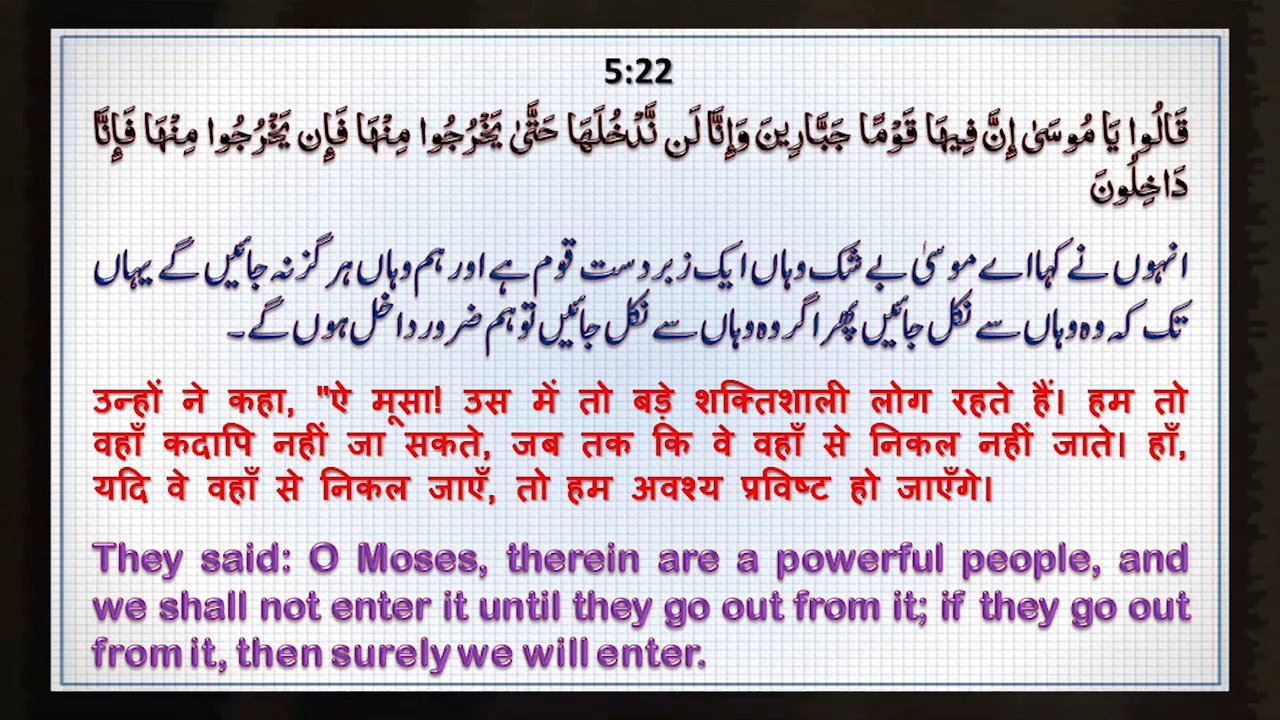 5:22
قَالُوا يَا مُوسَىٰ إِنَّ فِيهَا قَوْمًا جَبَّارِينَ وَإِنَّا لَن نَّدْخُلَهَا حَتَّىٰ يَخْرُجُوا مِنْهَا فَإِن يَخْرُجُوا مِنْهَا فَإِنَّا
دَاخِلُونَ
انہوں نے کہا اے موسیٰ بے شک وہاں ایک زبردست قوم ہے اور ہم وہاں ہر گز نہ جائیں گے یہاں
تک کہ وہ وہاں سے نکل جائیں پھر اگر وہ وہاں سے نکل جائیں تو ہم ضرور داخل ہوں گے۔
उन्हों ने कहा, "ऐ मूसा! उस में तो बड़े शक्तिशाली लोग रहते हैं। हम तो
वहाँ कदापि नहीं जा सकते, जब तक कि वे वहाँ से निकल नहीं जाते। हाँ,
यदि वे वहाँ से निकल जाएँ, तो हम अवश्य प्रविष्ट हो जाएँगे।
They said: O Moses, therein are a powerful people, and
we shall not enter it until they go out from it; if they go out
from it, then surely we will enter.